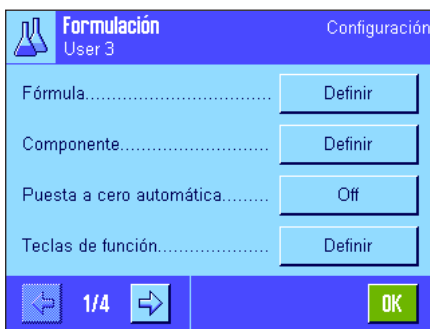 Formulación Configuración
User 3
Fórmula................................ Definir
Componente......................... Definir
Puesta a cero automática......... Off
Teclas de función.................... Definir
1/4 OK